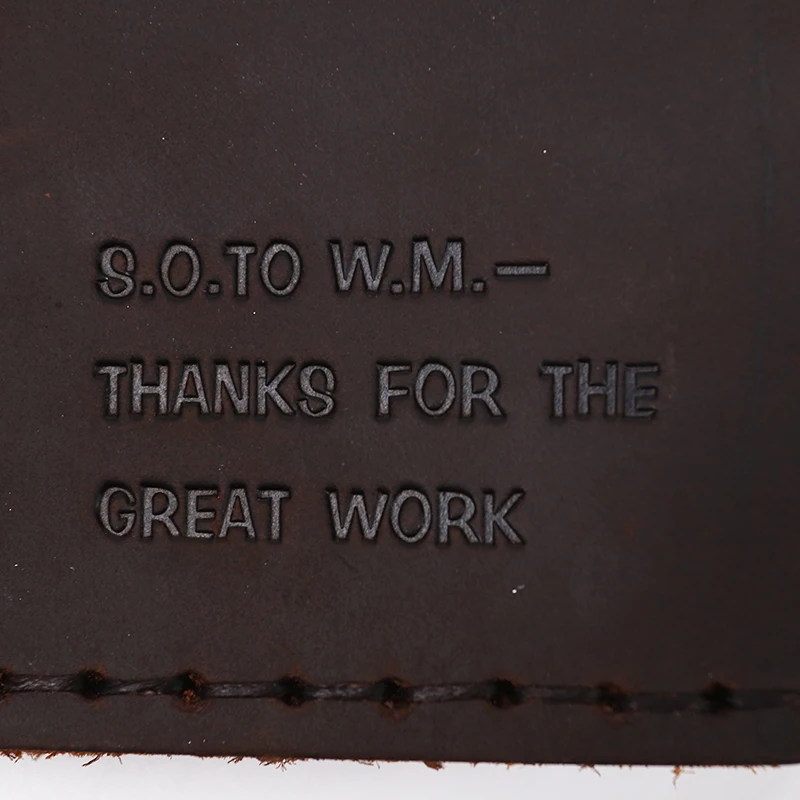 S.O.TO W.M.—
THANKS FOR THE
GREAT WORK